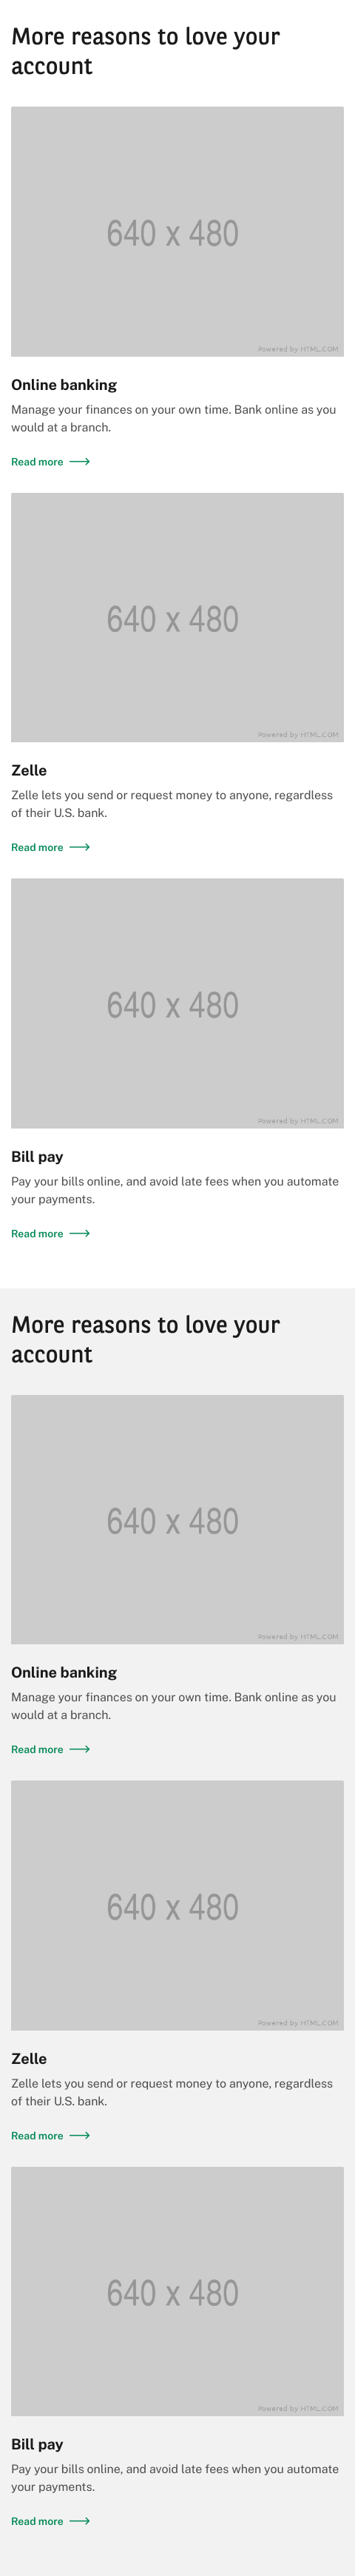 More reasons to love your
account
640 x 480
Powered by HTML.COM
Online banking
Manage your finances on your own time. Bank online as you
would at a branch.
Read more
640 x 480
Powered by HTML.COM
Zelle
Zelle lets you send or request money to anyone, regardless
of their U.S. bank.
Read more
640 x 480
Powered by HTML.COM
Bill pay
Pay your bills online, and avoid late fees when you automate
your payments.
Read more
More reasons to love your
account
640 x 480
Powered by HTML.COM
Online banking
Manage your finances on your own time. Bank online as you
would at a branch.
Read more
640 x 480
Powered by HTML.COM
Zelle
Zelle lets you send or request money to anyone, regardless
of their U.S. bank.
Read more
640 x 480
Powered by HTML.COM
Bill pay
Pay your bills online, and avoid late fees when you automate
your payments.
Read more